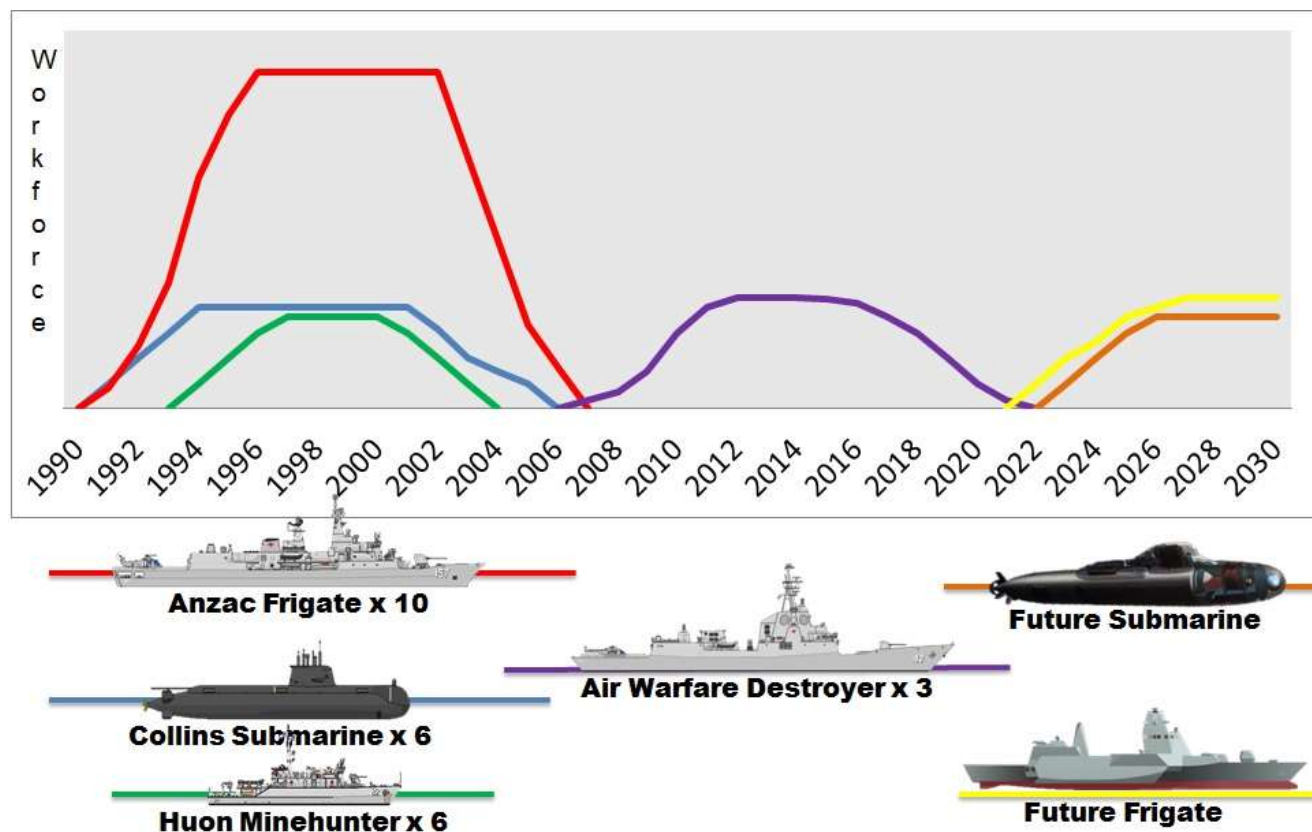 Workforce
1990 1992 1994 1996 1998 2000 2002 2004 2006 2008 2010 2012 2014 2016 2018 2020 2022 2024 2026 2028 2030
Anzac Frigate x 10
Collins Submarine x 6
Huon Minehunter x 6
Air Warfare Destroyer x 3
Future Submarine
Future Frigate